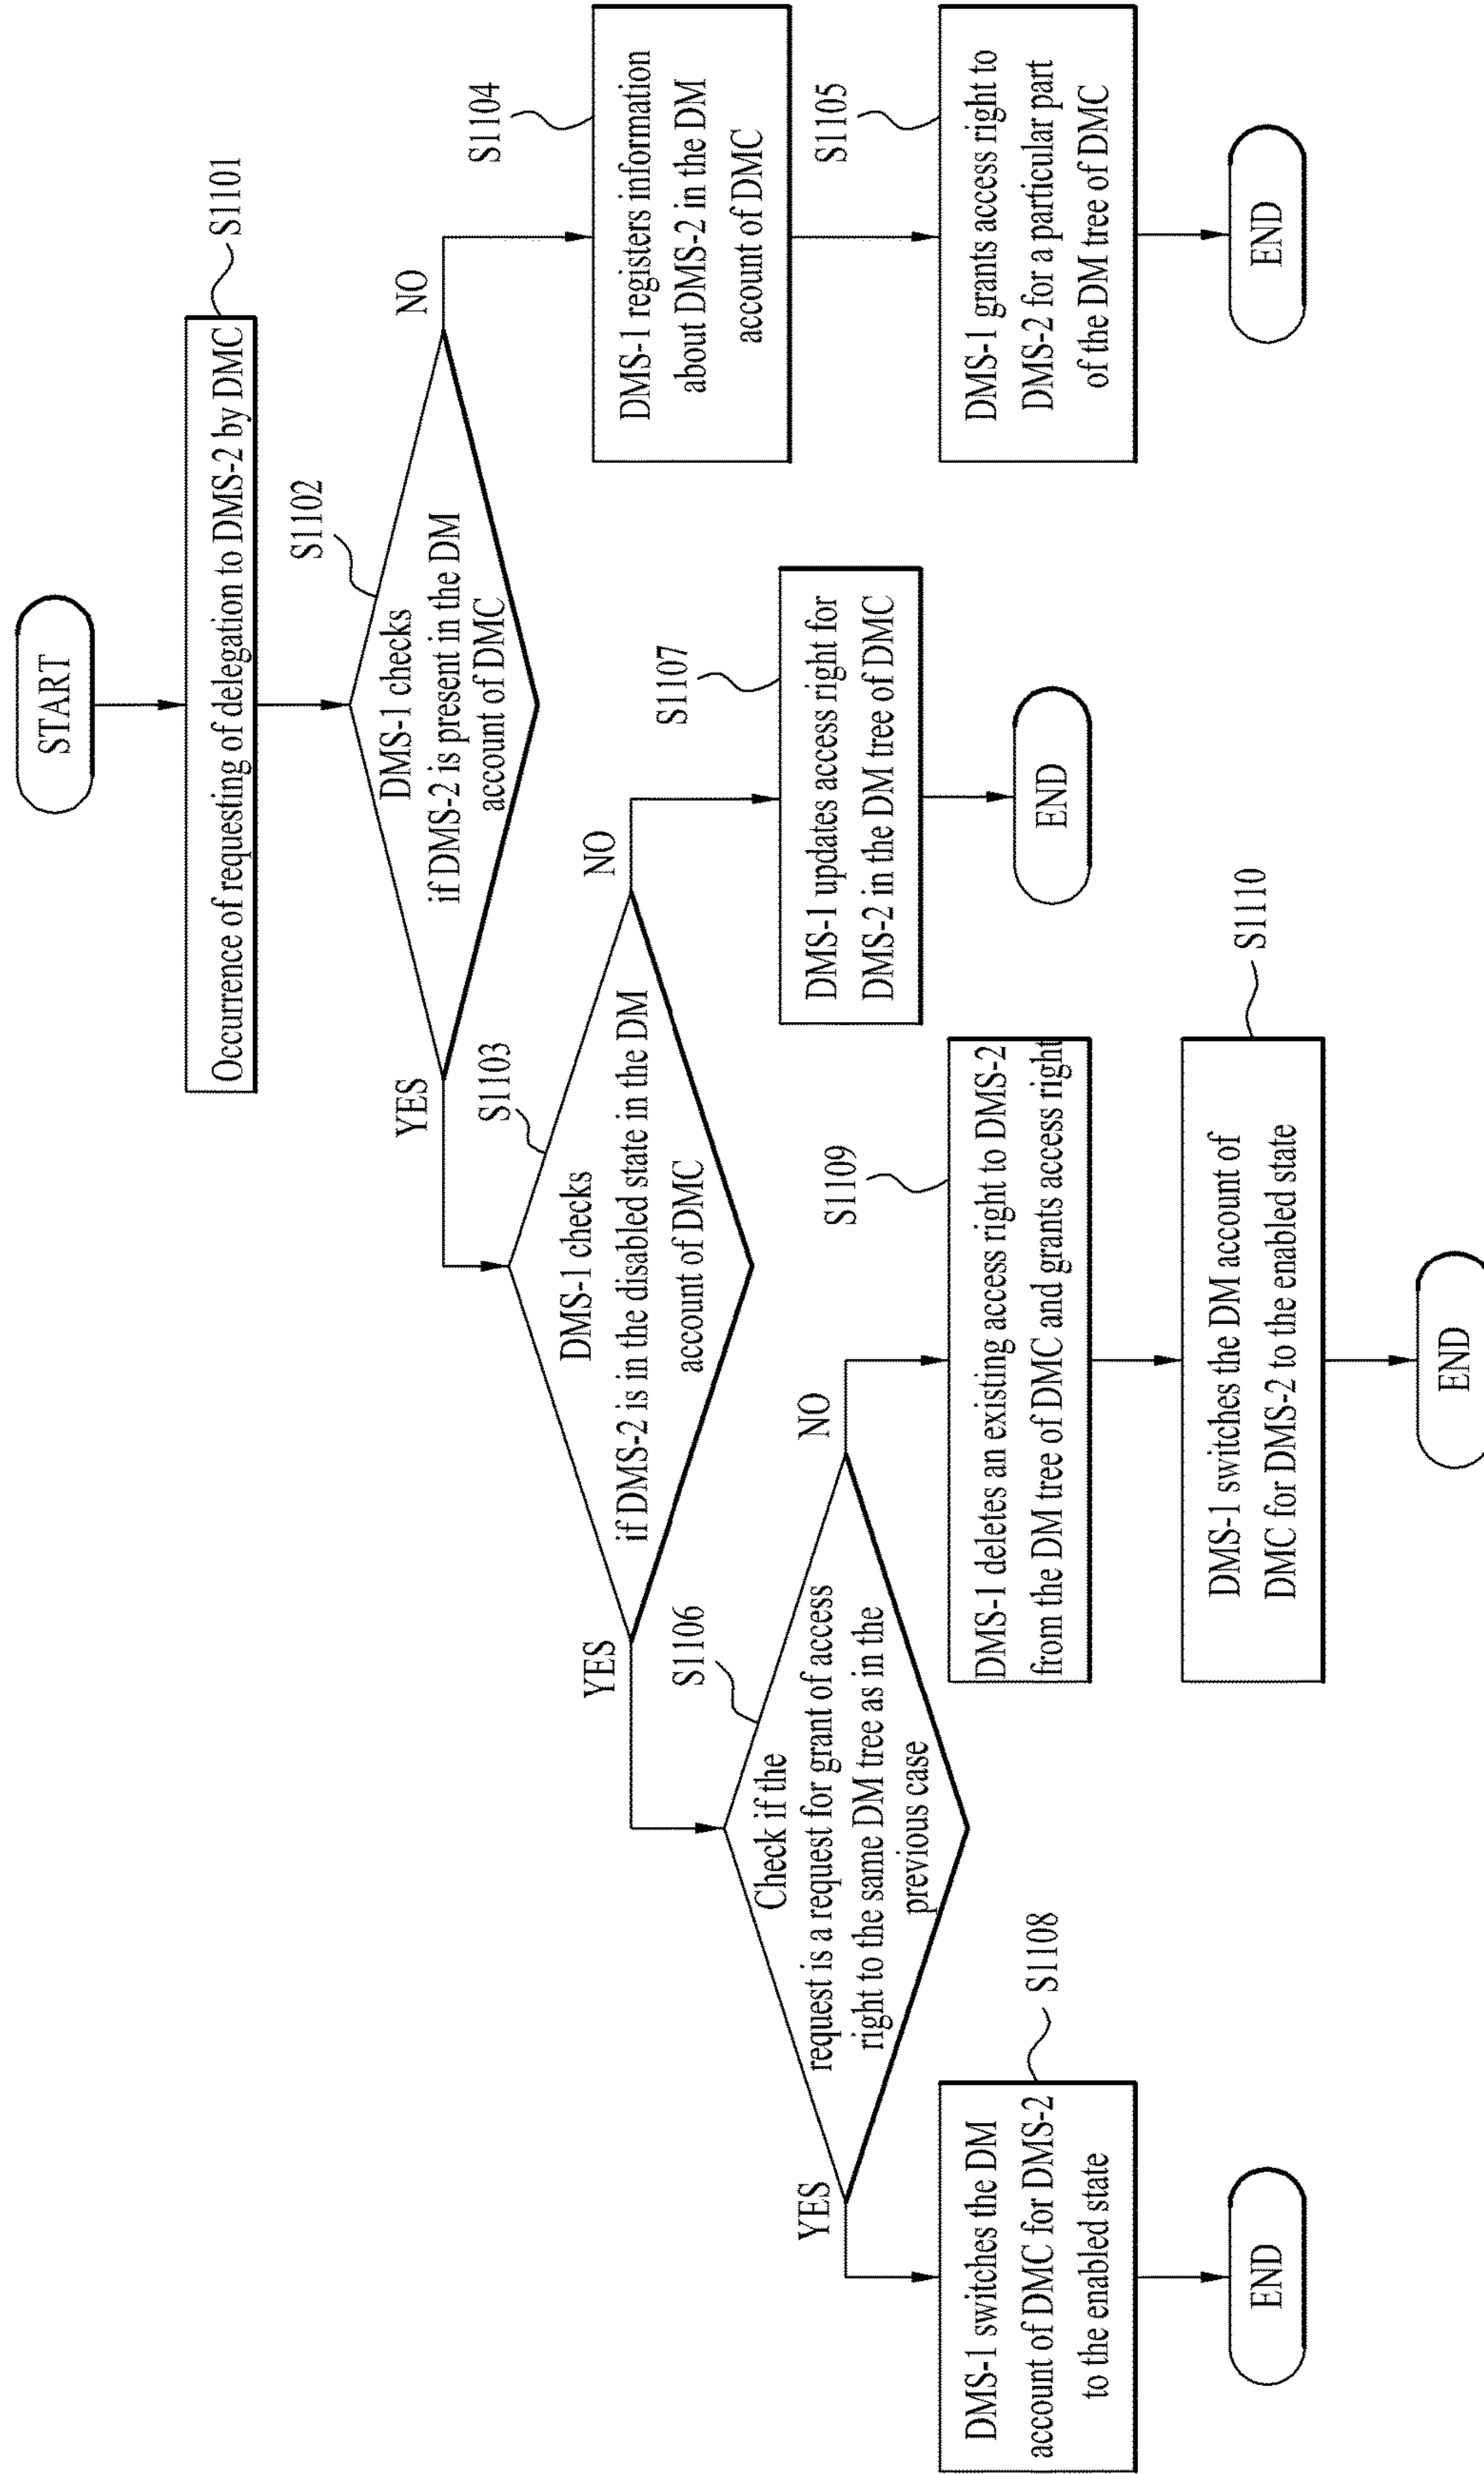 START
Occurrence of requesting of delegation to DMS-2 by DMC
S1101
DMS-1 checks
if DMS-2 is present in the DM
account of DMC
S1102
YES
NO
DMS-1 checks
if DMS-2 is in the disabled state in the DM
account of DMC
S1103
DMS-1 registers information
about DMS-2 in the DM
account of DMC
S1104
DMS-1 grants access right to
DMS-2 for a particular part
of the DM tree of DMC
S1105
END
YES
NO
Check if the
request is a request for grant of access
right to the same DM tree as in the
previous case
S1106
DMS-1 updates access right for
DMS-2 in the DM tree of DMC
S1107
END
YES
NO
DMS-1 switches the DM
account of DMC for DMS-2
to the enabled state
S1108
END
DMS-1 deletes an existing access right to DMS-2
from the DM tree of DMC and grants access right
S1109
DMS-1 switches the DM account of
DMC for DMS-2 to the enabled state
S1110
END